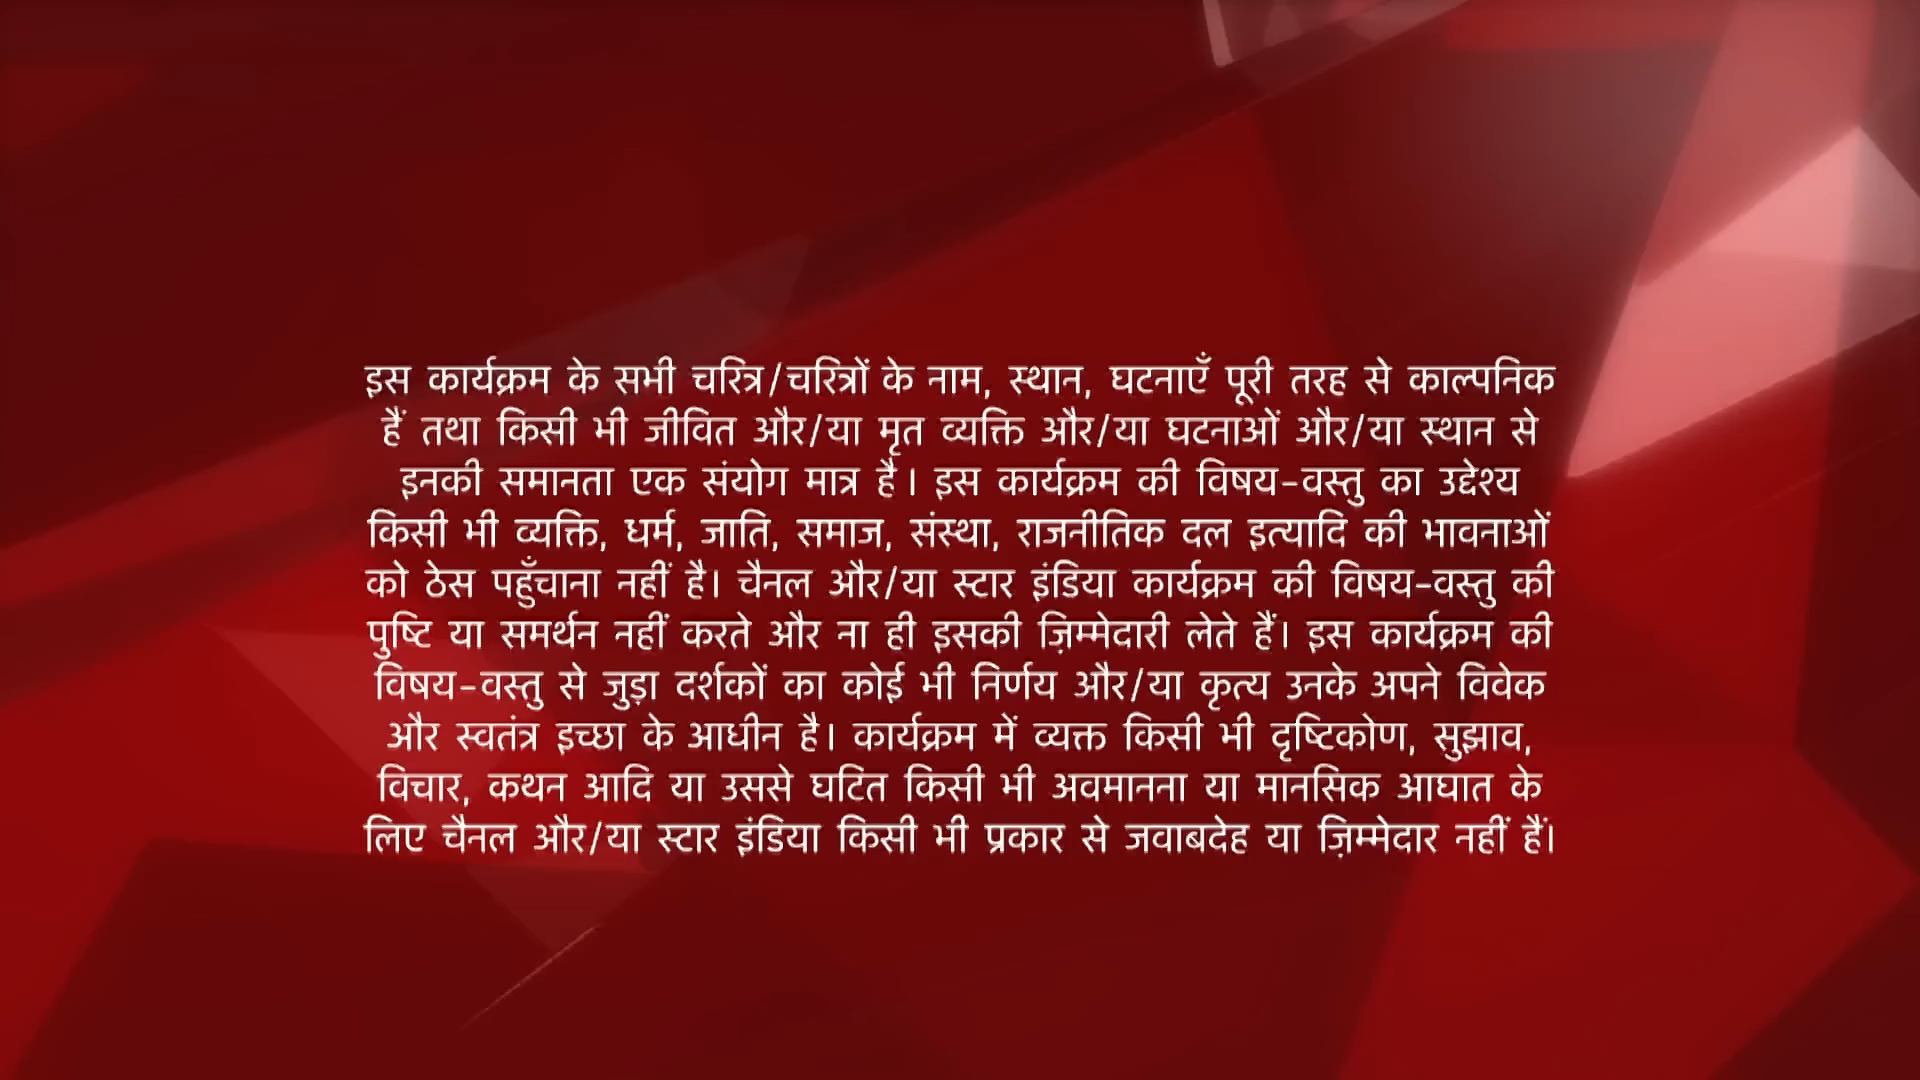 इस कार्यक्रम के सभी चरित्र/चरित्रों के नाम, स्थान, घटनाएँ पूरी तरह से काल्पनिक
हैं तथा किसी भी जीवित और/या मृत व्यक्ति और/या घटनाओं और/या स्थान से
इनकी समानता एक संयोग मात्र है। इस कार्यक्रम की विषय-वस्तु का उद्देश्य
किसी भी व्यक्ति, धर्म, जाति, समाज, संस्था, राजनीतिक दल इत्यादि की भावनाओं
को ठेस पहुँचाना नहीं है। चैनल और/या स्टार इंडिया कार्यक्रम की विषय-वस्तु की
पुष्टि या समर्थन नहीं करते और ना ही इसकी ज़िम्मेदारी लेते हैं। इस कार्यक्रम की
विषय-वस्तु से जुड़ा दर्शकों का कोई भी निर्णय और/या कृत्य उनके अपने विवेक
और स्वतंत्र इच्छा के आधीन है। कार्यक्रम में व्यक्त किसी भी दृष्टिकोण, सुझाव,
विचार, कथन आदि या उससे घटित किसी भी अवमानना या मानसिक आघात के
लिए चैनल और/या स्टार इंडिया किसी भी प्रकार से जवाबदेह या ज़िम्मेदार नहीं हैं।